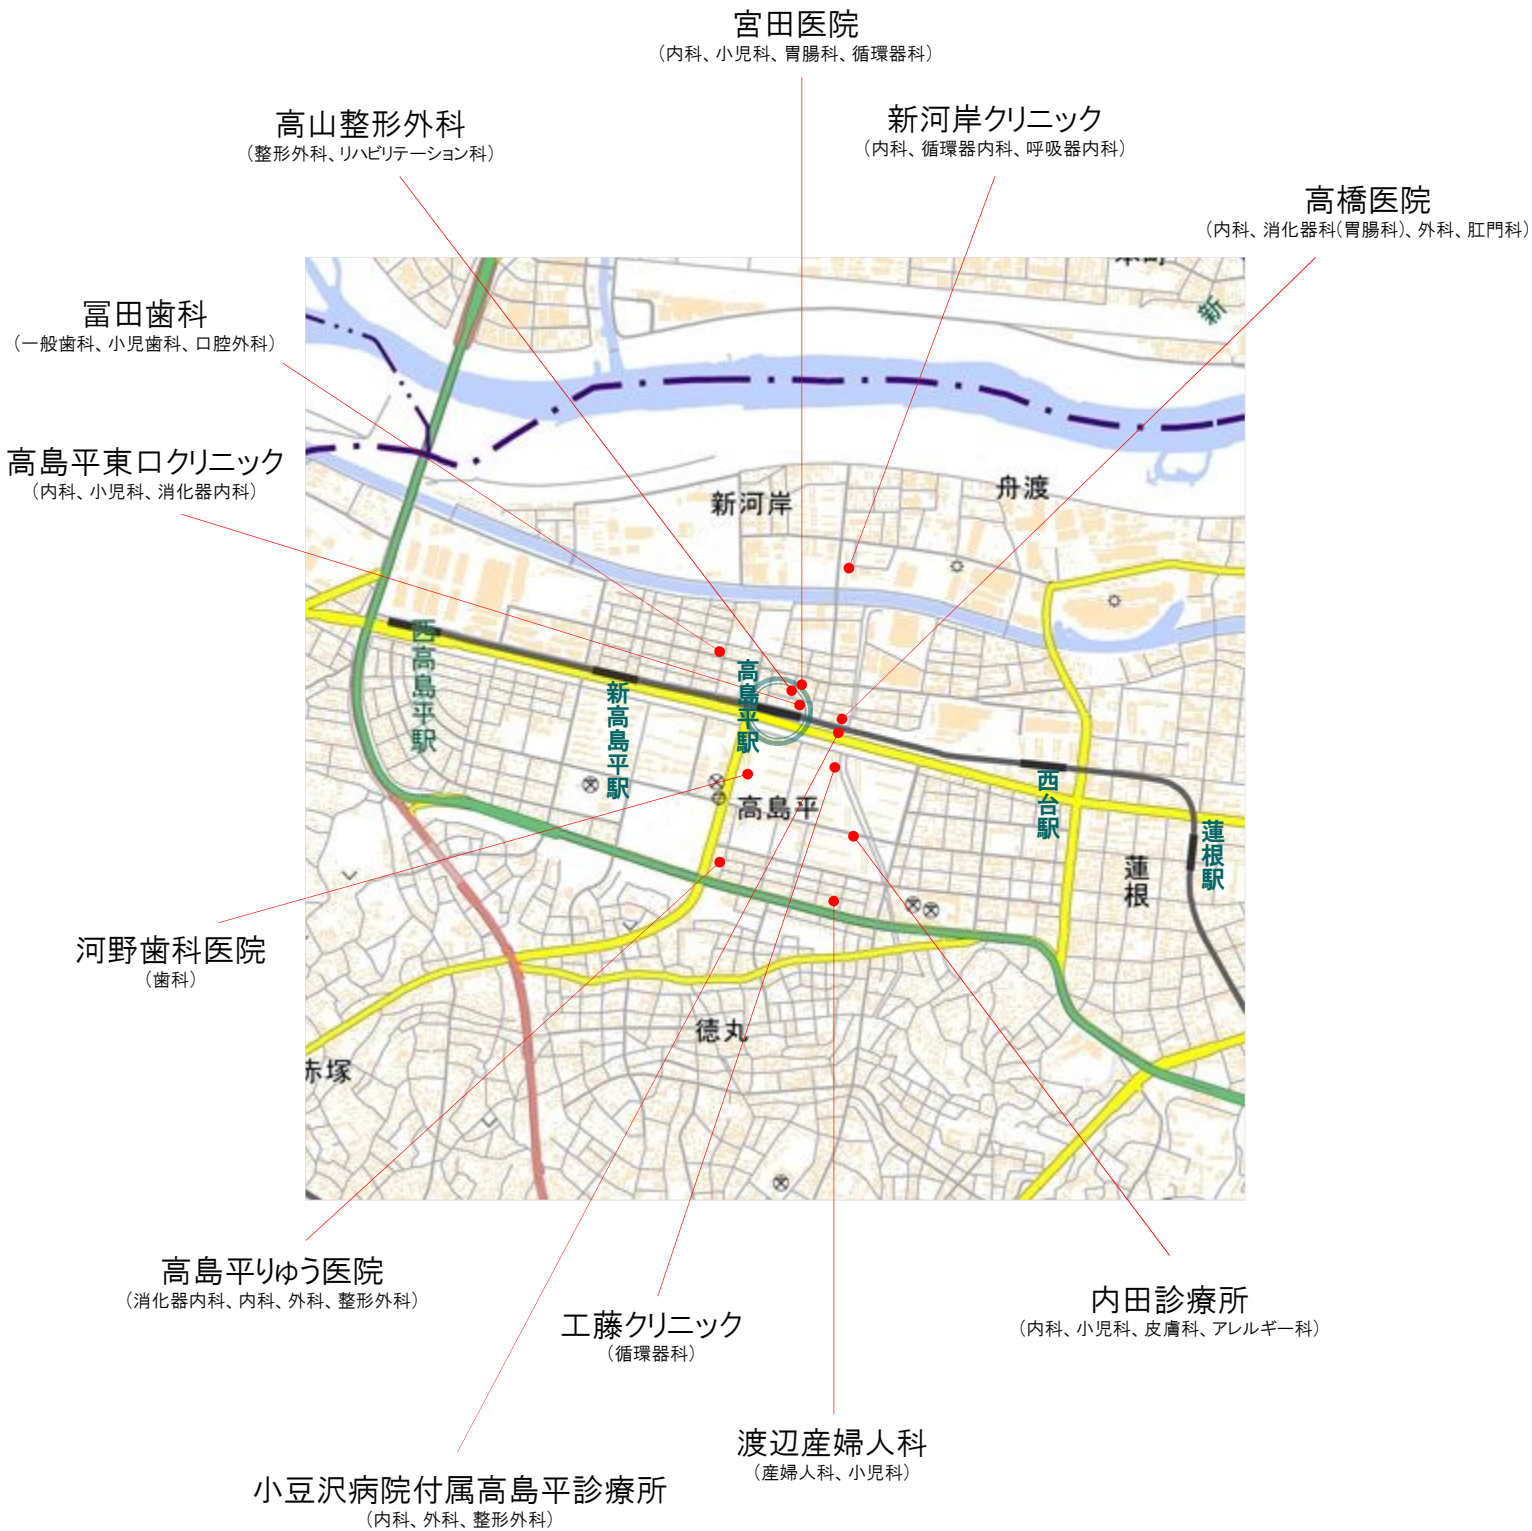 宮田医院
（内科、小児科、胃腸科、循環器科）
高山整形外科
（整形外科、リハビリテーション科）
新河岸クリニック
（内科、循環器内科、呼吸器内科）
高橋医院
（内科、消化器科（胃腸科）、外科、肛門科）
冨田歯科
（一般歯科、小児歯科、口腔外科）
新
高島平東口クリニック
（内科、小児科、消化器内科）
新河岸
舟渡
西高島平駅
新高島平駅
高島平駅
西台駅
蓮根駅
高島平
蓮根
河野歯科医院
（歯科）
徳丸
赤塚
高島平りゅう医院
（消化器内科、内科、外科、整形外科）
工藤クリニック
（循環器科）
内田診療所
（内科、小児科、皮膚科、アレルギー科）
渡辺産婦人科
（産婦人科、小児科）
小豆沢病院付属高島平診療所
（内科、外科、整形外科）